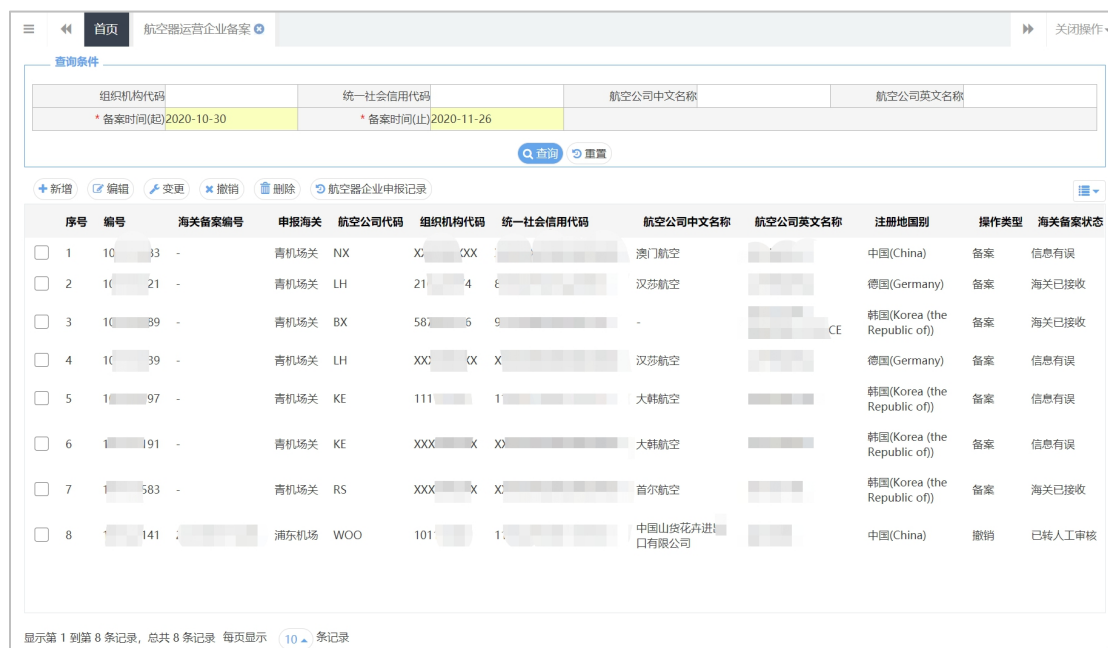 首页 航空器运营企业备案 关闭操作
查询条件
组织机构代码 统一社会信用代码 航空公司中文名称 航空公司英文名称
* 备案时间(起) 2020-10-30 * 备案时间(止) 2020-11-26
查询 重置
新增 编辑 变更 撤销 删除 航空器企业申报记录
序号 编号 海关备案编号 申报海关 航空公司代码 组织机构代码 统一社会信用代码 航空公司中文名称 航空公司英文名称 注册地国别 操作类型 海关备案状态
1 - 青机场关 NX 澳门航空 中国(China) 备案 信息有误
2 - 青机场关 LH 汉莎航空 德国(Germany) 备案 海关已接收
3 - 青机场关 BX - 韩国(Korea (the
Republic of)) 备案 海关已接收
4 - 青机场关 LH 汉莎航空 德国(Germany) 备案 信息有误
5 - 青机场关 KE 大韩航空 韩国(Korea (the
Republic of)) 备案 信息有误
6 - 青机场关 KE 大韩航空 韩国(Korea (the
Republic of)) 备案 信息有误
7 - 青机场关 RS 首尔航空 韩国(Korea (the
Republic of)) 备案 海关已接收
8 浦东机场 WOO 中国山货花卉进出
口有限公司 中国(China) 撤销 已转人工审核
显示第 1 到第 8 条记录，总共 8 条记录 每页显示 10 条记录